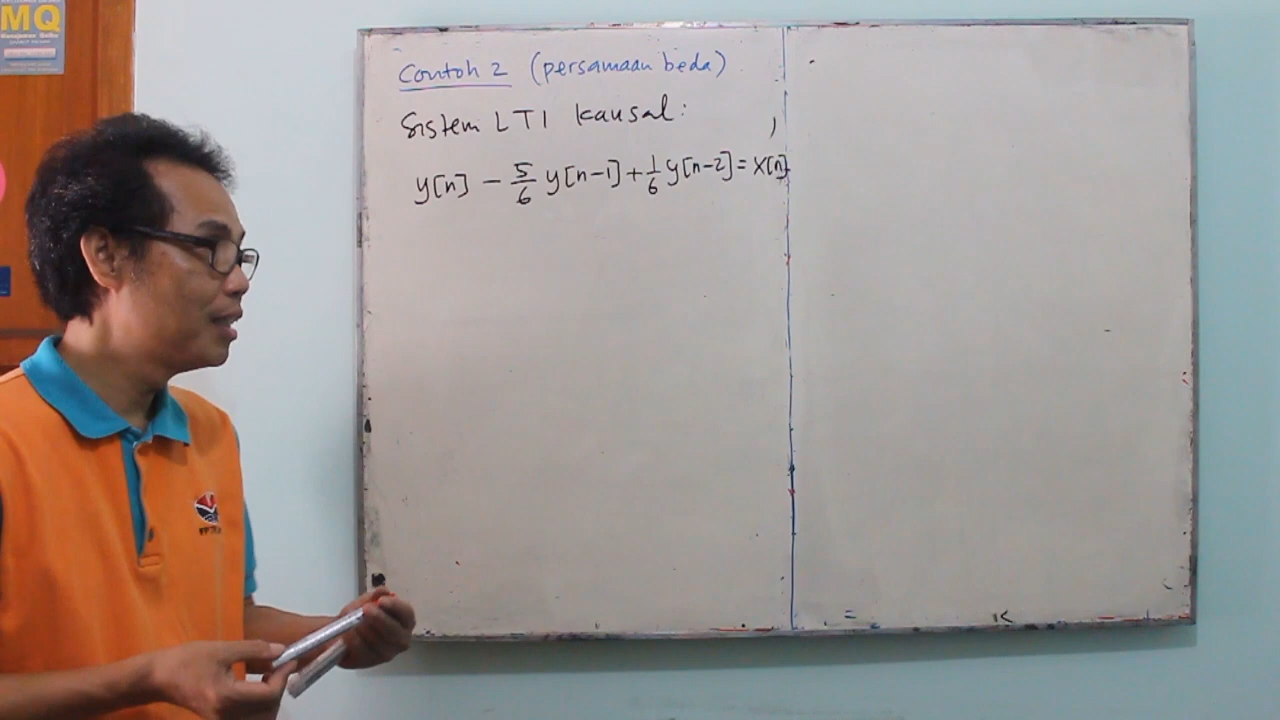 MQ
Contoh 2 (persamaan beda)
Sistem LTI kausal:
y[n] - 5/6 y[n-1] + 1/6 y[n-2] = x[n]